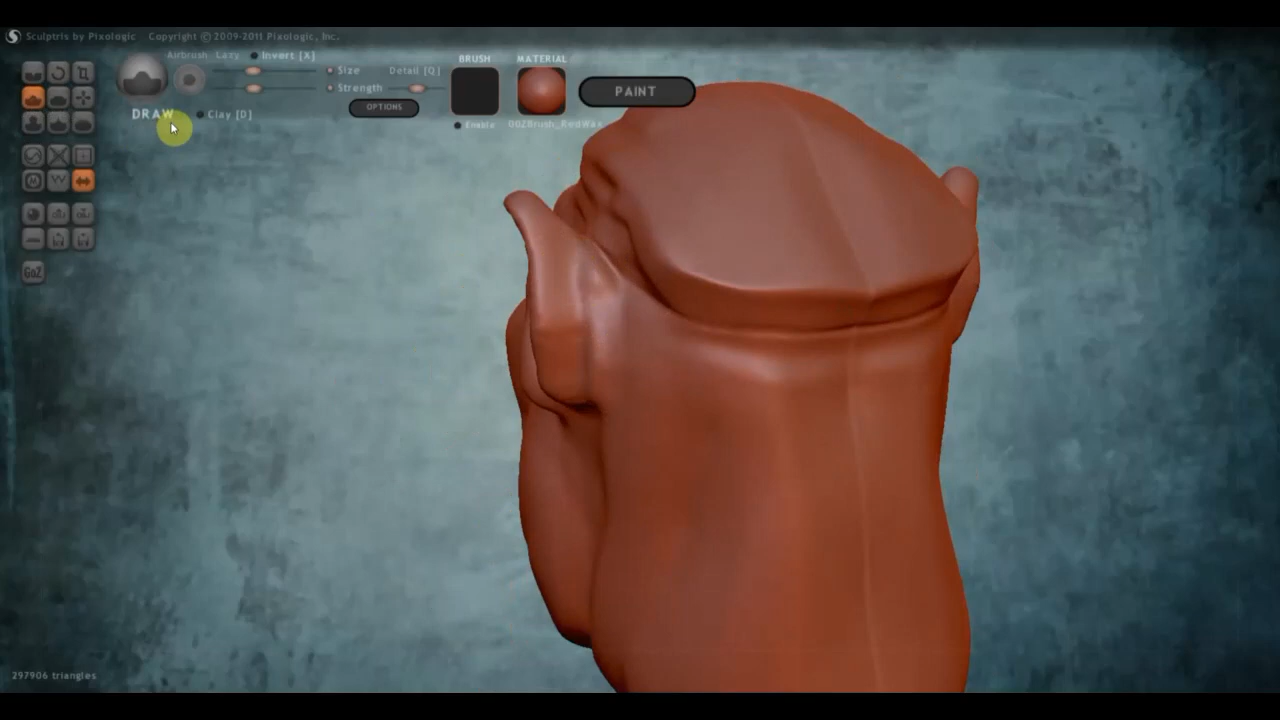 Sculptris by Pixologic Copyright © 2009-2011 Pixologic, Inc.
Airbrush Lazy Invert [X]
BRUSH MATERIAL
Size Detail [Q]
Strength
PAINT
OPTIONS
DRAW Clay [D]
Enable 00ZBrush_RedWax
GoZ
297906 triangles